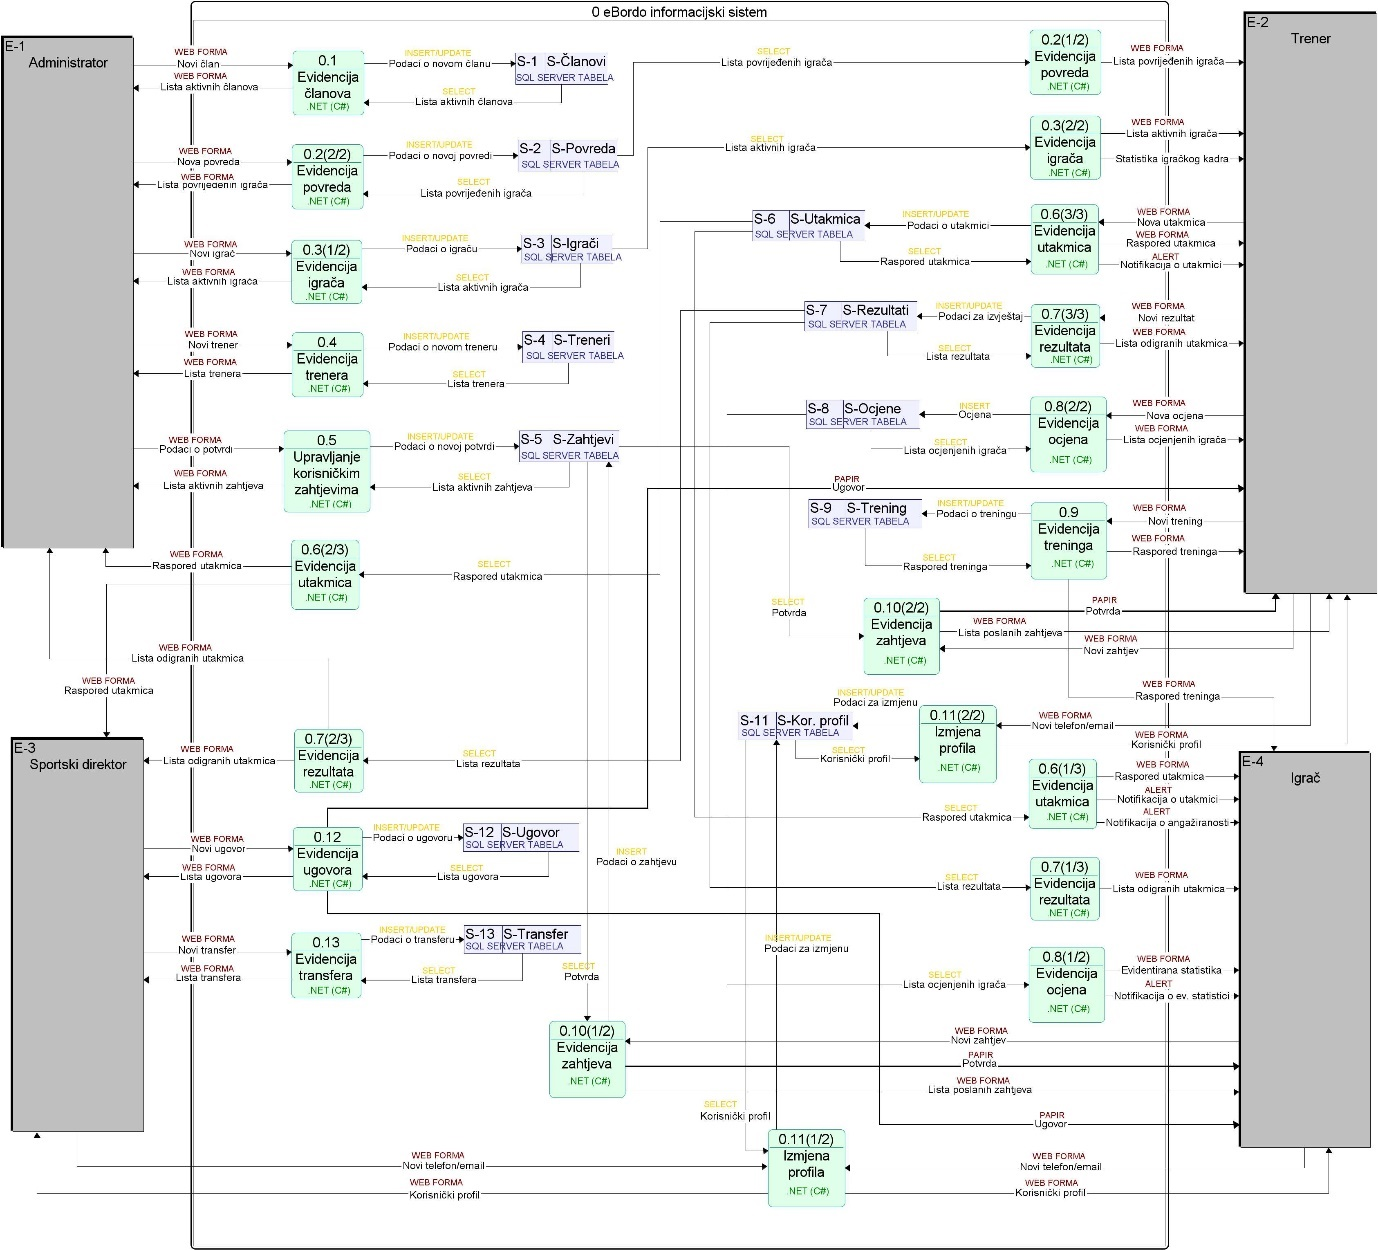 0 eBordo informacijski sistem
E-1
Administrator
WEB FORMA
Novi član
WEB FORMA
Lista aktivnih članova
0.1
Evidencija
članova
.NET (C#)
INSERT/UPDATE
Podaci o novom članu
SELECT
Lista aktivnih članova
S-1 S-Članovi
SQL SERVER TABELA
SELECT
Lista povrijeđenih igrača
0.2(1/2)
Evidencija
povreda
.NET (C#)
WEB FORMA
Lista povrijeđenih igrača
E-2
Trener
WEB FORMA
Nova povreda
WEB FORMA
Lista povrijeđenih igrača
0.2(2/2)
Evidencija
povreda
.NET (C#)
INSERT/UPDATE
Podaci o novoj povredi
SELECT
Lista povrijeđenih igrača
S-2 S-Povreda
SQL SERVER TABELA
SELECT
Lista aktivnih igrača
0.3(2/2)
Evidencija
igrača
.NET (C#)
WEB FORMA
Lista aktivnih igrača
Statistika igračkog kadra
WEB FORMA
Novi igrač
WEB FORMA
Lista aktivnih igrača
0.3(1/2)
Evidencija
igrača
.NET (C#)
INSERT/UPDATE
Podaci o igraču
SELECT
Lista aktivnih igrača
S-3 S-Igrači
SQL SERVER TABELA
S-6 S-Utakmica
SQL SERVER TABELA
INSERT/UPDATE
Podaci o utakmici
SELECT
Raspored utakmica
0.6(3/3)
Evidencija
utakmica
.NET (C#)
WEB FORMA
Nova utakmica
WEB FORMA
Raspored utakmica
ALERT
Notifikacija o utakmici
WEB FORMA
Novi trener
WEB FORMA
Lista trenera
0.4
Evidencija
trenera
.NET (C#)
INSERT/UPDATE
Podaci o novom treneru
SELECT
Lista trenera
S-4 S-Treneri
SQL SERVER TABELA
S-7 S-Rezultati
SQL SERVER TABELA
INSERT/UPDATE
Podaci za izvještaj
SELECT
Lista rezultata
0.7(3/3)
Evidencija
rezultata
.NET (C#)
WEB FORMA
Novi rezultat
WEB FORMA
Lista odigranih utakmica
WEB FORMA
Podaci o potvrdi
WEB FORMA
Lista aktivnih zahtjeva
0.5
Upravljanje
korisničkim
zahtjevima
.NET (C#)
INSERT/UPDATE
Podaci o novoj potvrdi
SELECT
Lista aktivnih zahtjeva
S-5 S-Zahtjevi
SQL SERVER TABELA
S-8 S-Ocjene
SQL SERVER TABELA
INSERT
Ocjena
SELECT
Lista ocjenjenih igrača
0.8(2/2)
Evidencija
ocjena
.NET (C#)
WEB FORMA
Nova ocjena
WEB FORMA
Lista ocjenjenih igrača
PAPIR
Ugovor
S-9 S-Trening
SQL SERVER TABELA
INSERT/UPDATE
Podaci o treningu
SELECT
Raspored treninga
0.9
Evidencija
treninga
.NET (C#)
WEB FORMA
Novi trening
WEB FORMA
Raspored treninga
WEB FORMA
Raspored utakmica
0.6(2/3)
Evidencija
utakmica
.NET (C#)
SELECT
Raspored utakmica
SELECT
Potvrda
0.10(2/2)
Evidencija
zahtjeva
.NET (C#)
PAPIR
Potvrda
WEB FORMA
Lista poslanih zahtjeva
WEB FORMA
Novi zahtjev
WEB FORMA
Lista odigranih utakmica
WEB FORMA
Raspored utakmica
WEB FORMA
Raspored treninga
INSERT/UPDATE
Podaci za izmjenu
S-11 S-Kor. profil
SQL SERVER TABELA
SELECT
Korisnički profil
0.11(2/2)
Izmjena
profila
.NET (C#)
WEB FORMA
Novi telefon/email
WEB FORMA
Korisnički profil
E-3
Sportski direktor
WEB FORMA
Lista odigranih utakmica
0.7(2/3)
Evidencija
rezultata
.NET (C#)
SELECT
Lista rezultata
0.6(1/3)
Evidencija
utakmica
.NET (C#)
SELECT
Raspored utakmica
WEB FORMA
Raspored utakmica
ALERT
Notifikacija o utakmici
ALERT
Notifikacija o angažiranosti
E-4
Igrač
WEB FORMA
Novi ugovor
WEB FORMA
Lista ugovora
0.12
Evidencija
ugovora
.NET (C#)
INSERT/UPDATE
Podaci o ugovoru
SELECT
Lista ugovora
S-12 S-Ugovor
SQL SERVER TABELA
INSERT
Podaci o zahtjevu
SELECT
Lista rezultata
0.7(1/3)
Evidencija
rezultata
.NET (C#)
WEB FORMA
Lista odigranih utakmica
WEB FORMA
Novi transfer
WEB FORMA
Lista transfera
0.13
Evidencija
transfera
.NET (C#)
INSERT/UPDATE
Podaci o transferu
SELECT
Lista transfera
S-13 S-Transfer
SQL SERVER TABELA
SELECT
Potvrda
INSERT/UPDATE
Podaci za izmjenu
SELECT
Lista ocjenjenih igrača
0.8(1/2)
Evidencija
ocjena
.NET (C#)
WEB FORMA
Evidentirana statistika
ALERT
Notifikacija o ev. statistici
0.10(1/2)
Evidencija
zahtjeva
.NET (C#)
WEB FORMA
Novi zahtjev
PAPIR
Potvrda
WEB FORMA
Lista poslanih zahtjeva
SELECT
Korisnički profil
PAPIR
Ugovor
0.11(1/2)
Izmjena
profila
.NET (C#)
WEB FORMA
Novi telefon/email
WEB FORMA
Korisnički profil
WEB FORMA
Novi telefon/email
WEB FORMA
Korisnički profil